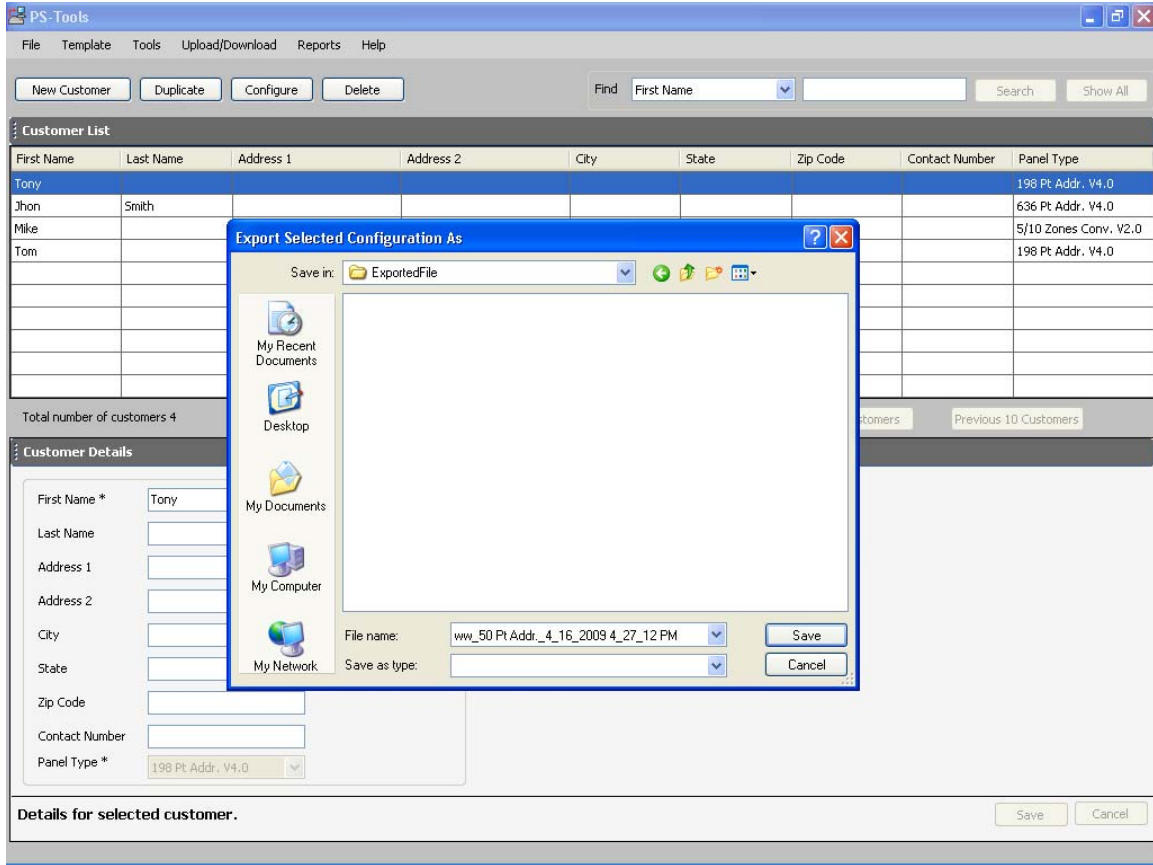 PS-Tools
File Template Tools Upload/Download Reports Help
New Customer Duplicate Configure Delete Find First Name Search Show All
Customer List
First Name Last Name Address 1 Address 2 City State Zip Code Contact Number Panel Type
Tony 198 Pt Addr. V4.0
Jhon Smith 636 Pt Addr. V4.0
Mike 5/10 Zones Conv. V2.0
Tom 198 Pt Addr. V4.0
Export Selected Configuration As
Save in: ExportedFile
My Recent
Documents
Desktop
My Documents
My Computer
My Network
File name: ww_50 Pt Addr._4_16_2009 4_27_12 PM Save
Save as type: Cancel
Total number of customers 4 Previous 10 Customers
Customer Details
First Name * Tony
Last Name
Address 1
Address 2
City
State
Zip Code
Contact Number
Panel Type * 198 Pt Addr. V4.0
Details for selected customer. Save Cancel